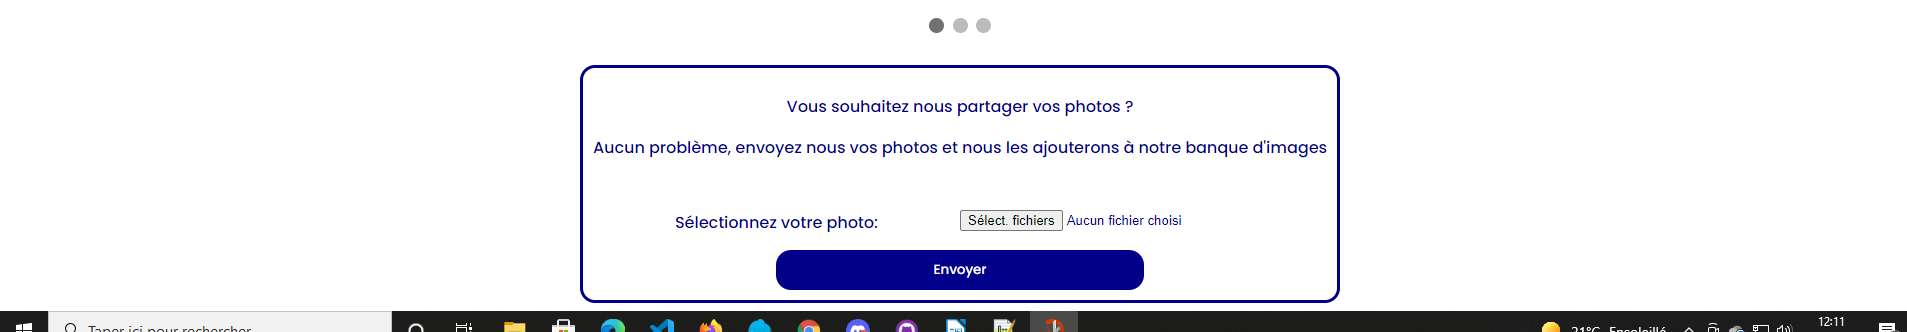 Vous souhaitez nous partager vos photos ?
Aucun problème, envoyez nous vos photos et nous les ajouterons à notre banque d'images
Sélectionnez votre photo: Sélect. fichiers Aucun fichier choisi
Envoyer
Taper ici pour rechercher 21°C Ensoleillé 12:11